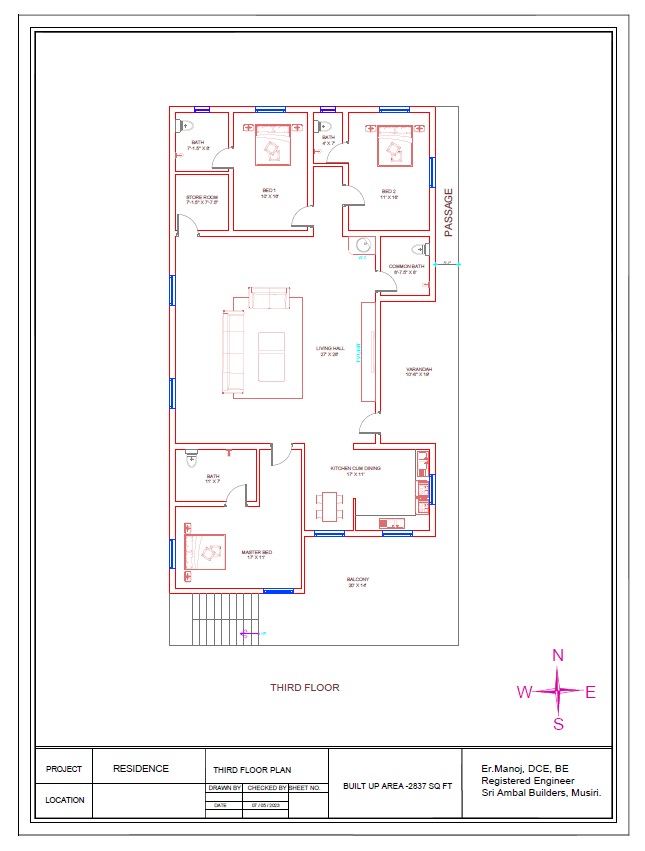 BATH
7'-1.5" X 8'
BED 1
10' X 16'
BATH
4' X 7'
BED 2
11' X 16'
STORE ROOM
7'-1.5" X 7'-7.5"
PASSAGE
COMMON BATH
6'-7.5" X 8'
LIVING HALL
27' X 28'
VARANDAH
10'-6" X 19'
KITCHEN CUM DINING
17' X 11'
BATH
11' X 7'
MASTER BED
17' X 11'
BALCONY
20' X 14'
THIRD FLOOR
N
W
E
S
PROJECT
RESIDENCE
THIRD FLOOR PLAN
DRAWN BY
CHECKED BY
SHEET NO.
DATE
07 / 05 / 2023
LOCATION
BUILT UP AREA -2837 SQ FT
Er.Manoj, DCE, BE
Registered Engineer
Sri Ambal Builders, Musiri.